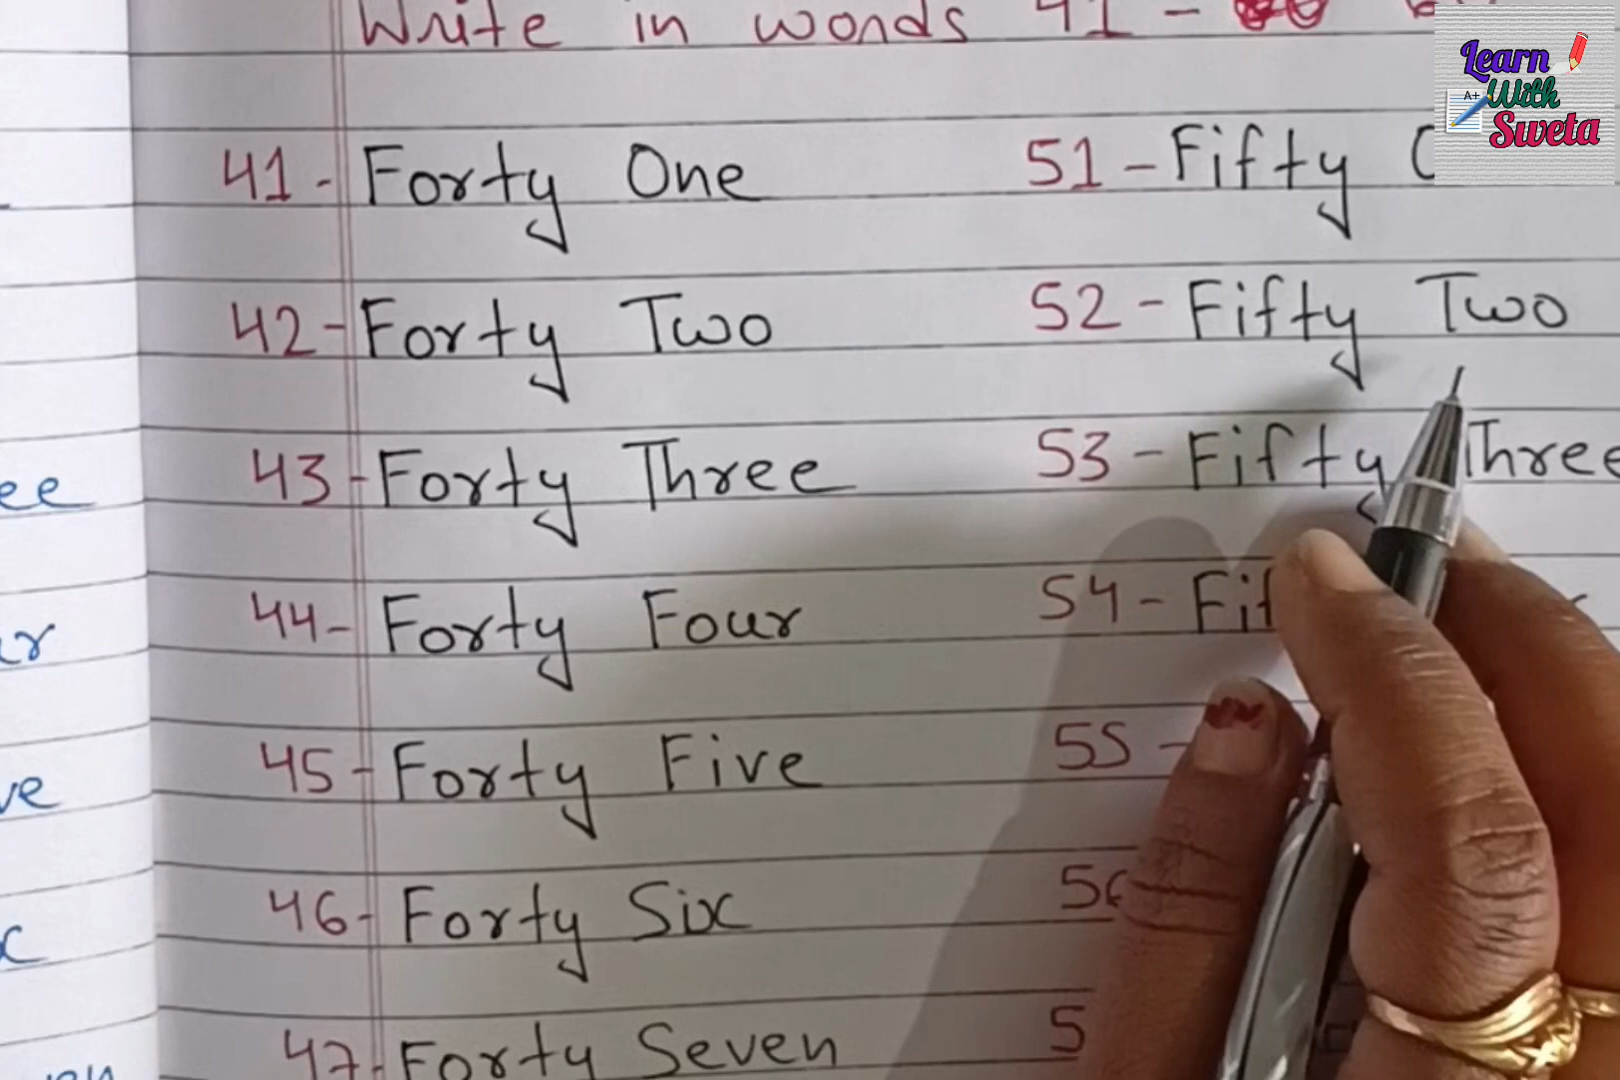 Write in words 41 -
41 - Forty One
42 - Forty Two
43 - Forty Three
44 - Forty Four
45 - Forty Five
46 - Forty Six
47 - Forty Seven
51 - Fifty
52 - Fifty Two
53 - Fifty Three
54 -
55 -
Learn
With
Sweta
A+